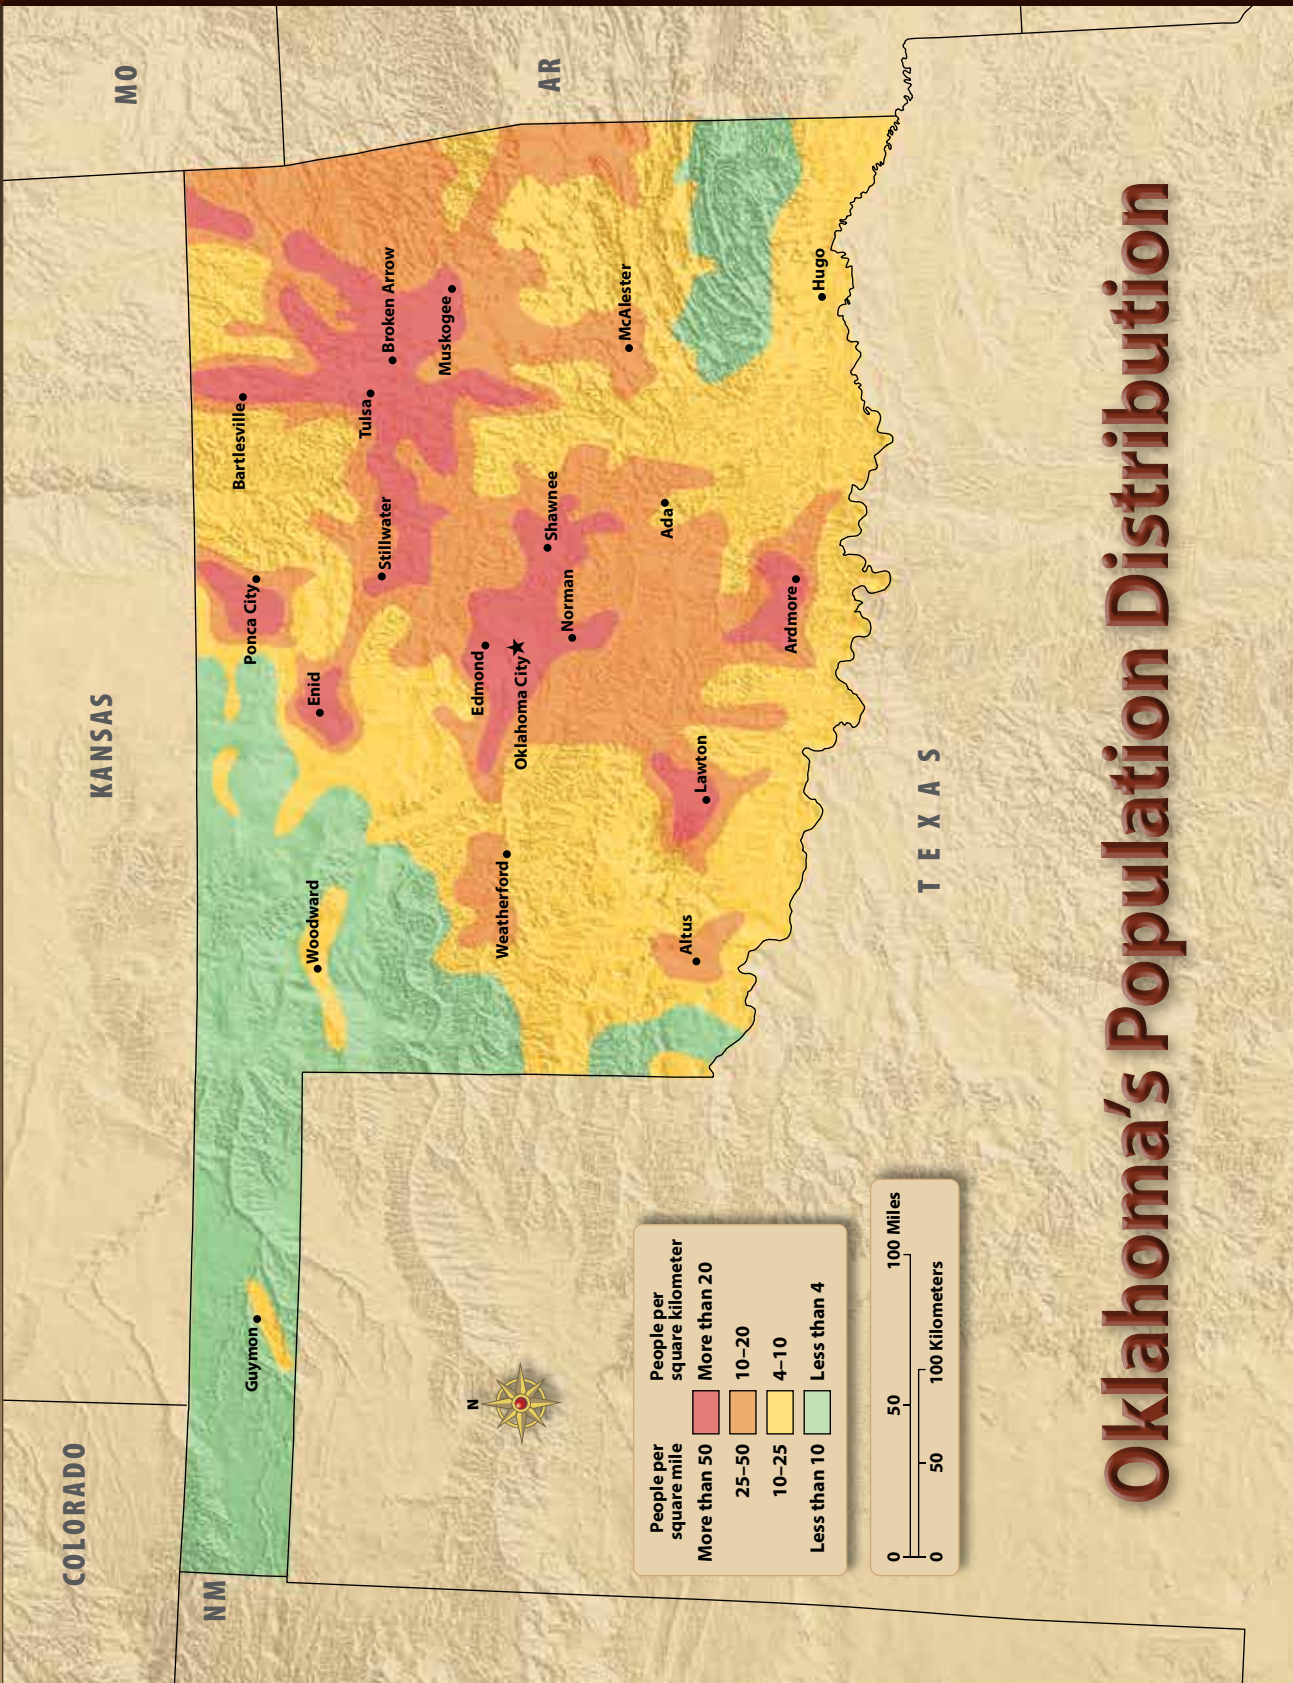 COLORADO
KANSAS
MO
NM
AR
TEXAS
Guymon
Woodward
Enid
Ponca City
Bartlesville
Stillwater
Tulsa
Broken Arrow
Muskogee
Weatherford
Edmond
Oklahoma City
Norman
Shawnee
McAlester
Altus
Lawton
Ada
Ardmore
Hugo
N
People per
square mile
People per
square kilometer
More than 50 More than 20
25–50 10–20
10–25 4–10
Less than 10 Less than 4
0 50 100 Miles
0 50 100 Kilometers
Oklahoma's Population Distribution